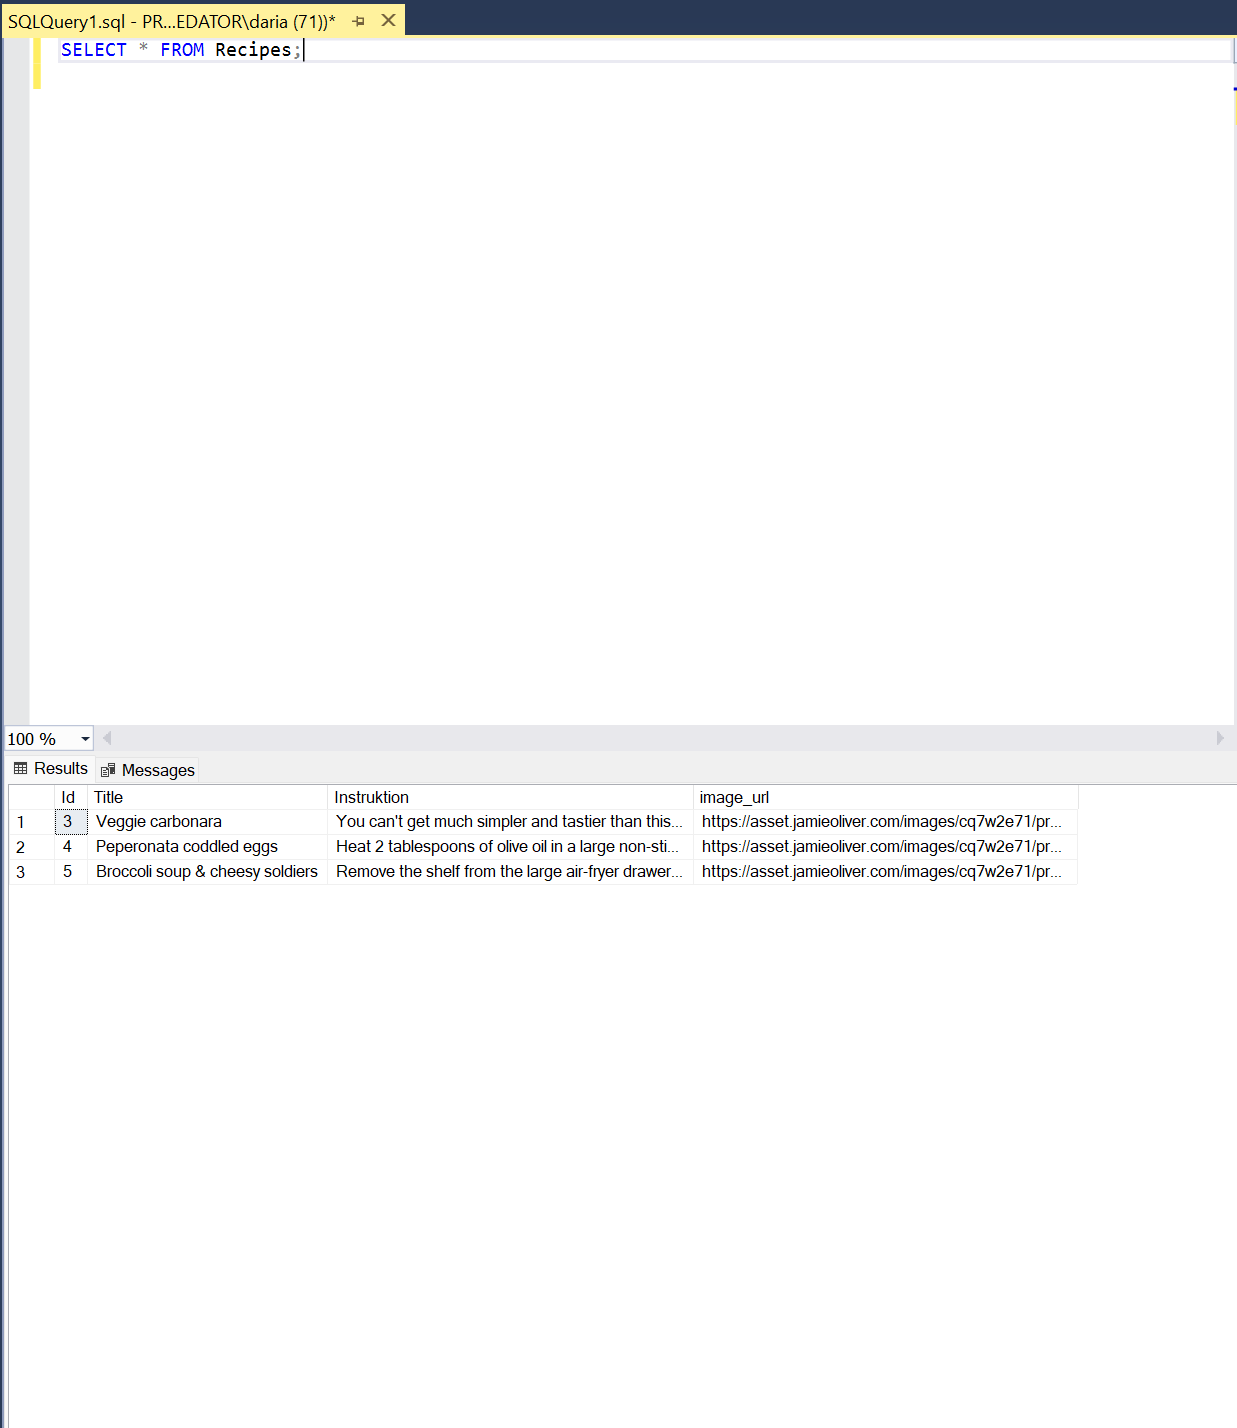 SQLQuery1.sql - PR...EDATOR\daria (71))*
SELECT * FROM Recipes;
100 %
Results Messages
Id Title Instruktion image_url
1 3 Veggie carbonara You can't get much simpler and tastier than this... https://asset.jamieoliver.com/images/cq7w2e71/pr...
2 4 Peperonata coddled eggs Heat 2 tablespoons of olive oil in a large non-sti... https://asset.jamieoliver.com/images/cq7w2e71/pr...
3 5 Broccoli soup & cheesy soldiers Remove the shelf from the large air-fryer drawer... https://asset.jamieoliver.com/images/cq7w2e71/pr...